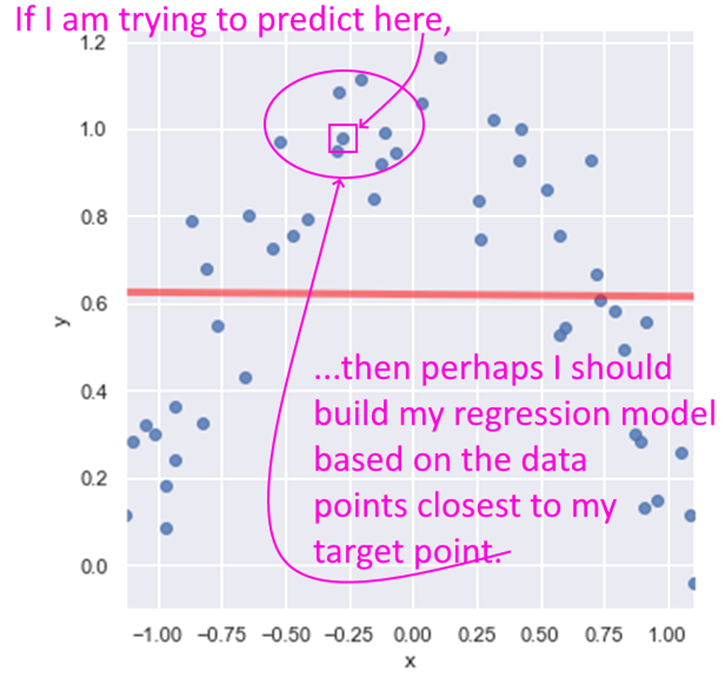 If I am trying to predict here,
1.2
1.0
0.8
0.6
0.4
0.2
0.0
y
...then perhaps I should
build my regression model
based on the data
points closest to my
target point.
−1.00 −0.75 −0.50 −0.25 0.00 0.25 0.50 0.75 1.00
x